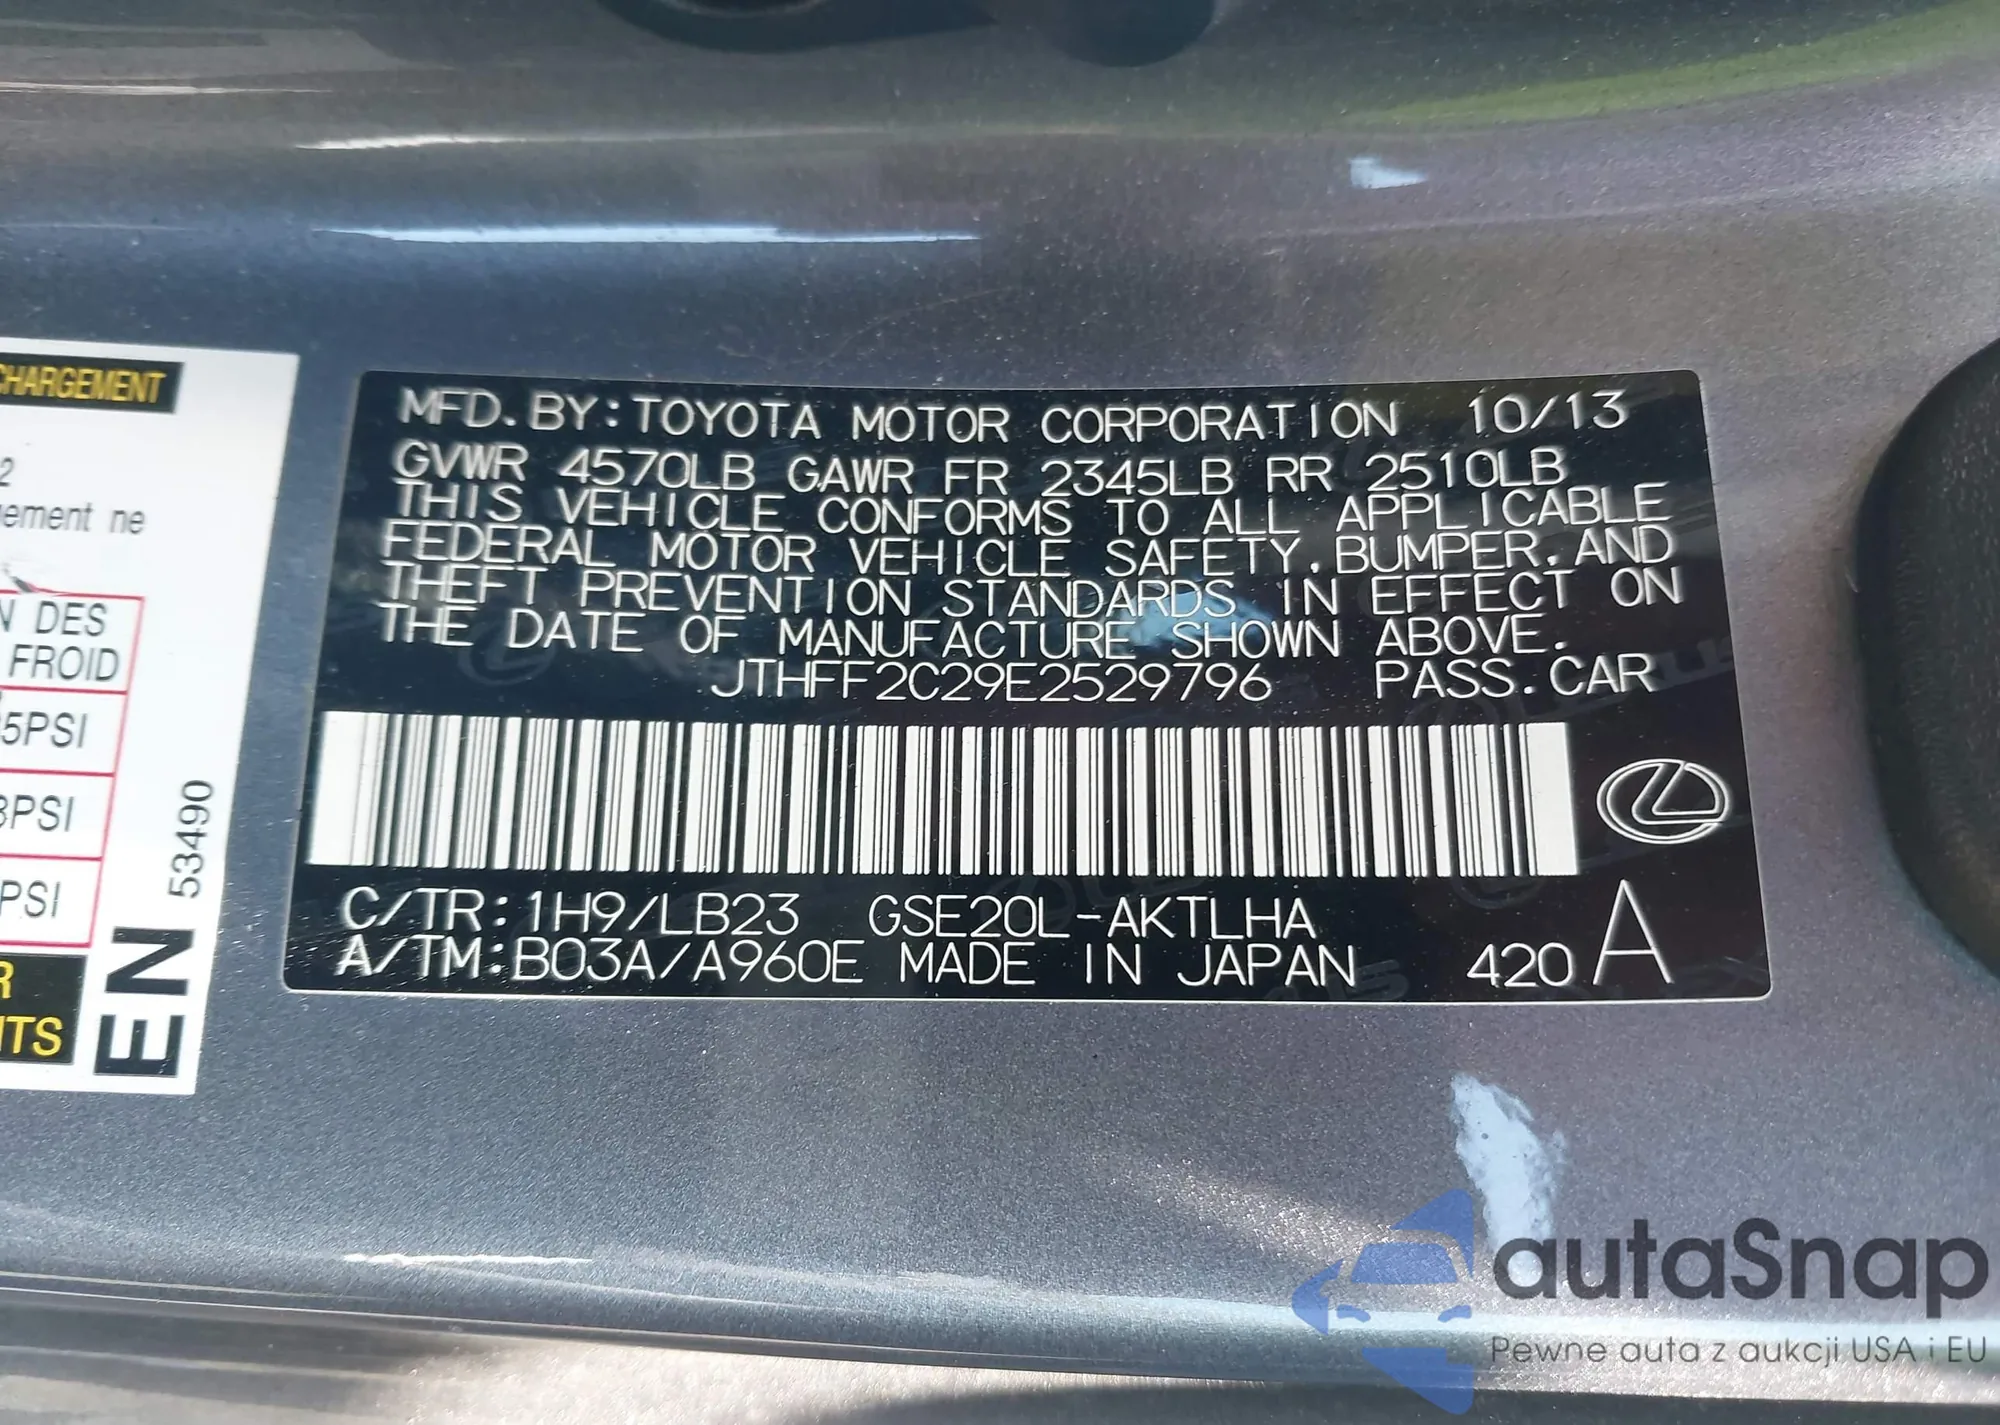 CHARGEMENT
2
ement ne
N DES
FROID
5PSI
3PSI
PSI
R
ITS
EN 53490
MFD. BY: TOYOTA MOTOR CORPORATION 10/13
GVWR 4570LB GAWR FR 2345LB RR 2510LB
THIS VEHICLE CONFORMS TO ALL APPLICABLE
FEDERAL MOTOR VEHICLE SAFETY, BUMPER, AND
THEFT PREVENTION STANDARDS IN EFFECT ON
THE DATE OF MANUFACTURE SHOWN ABOVE.
JTHFF2C29E2529796 PASS. CAR
C/TR: 1H9/LB23 GSE20L-AKTLHA
A/TM: B03A/A960E MADE IN JAPAN 420 A
autaSnap
Pewne auta z aukcji USA i EU